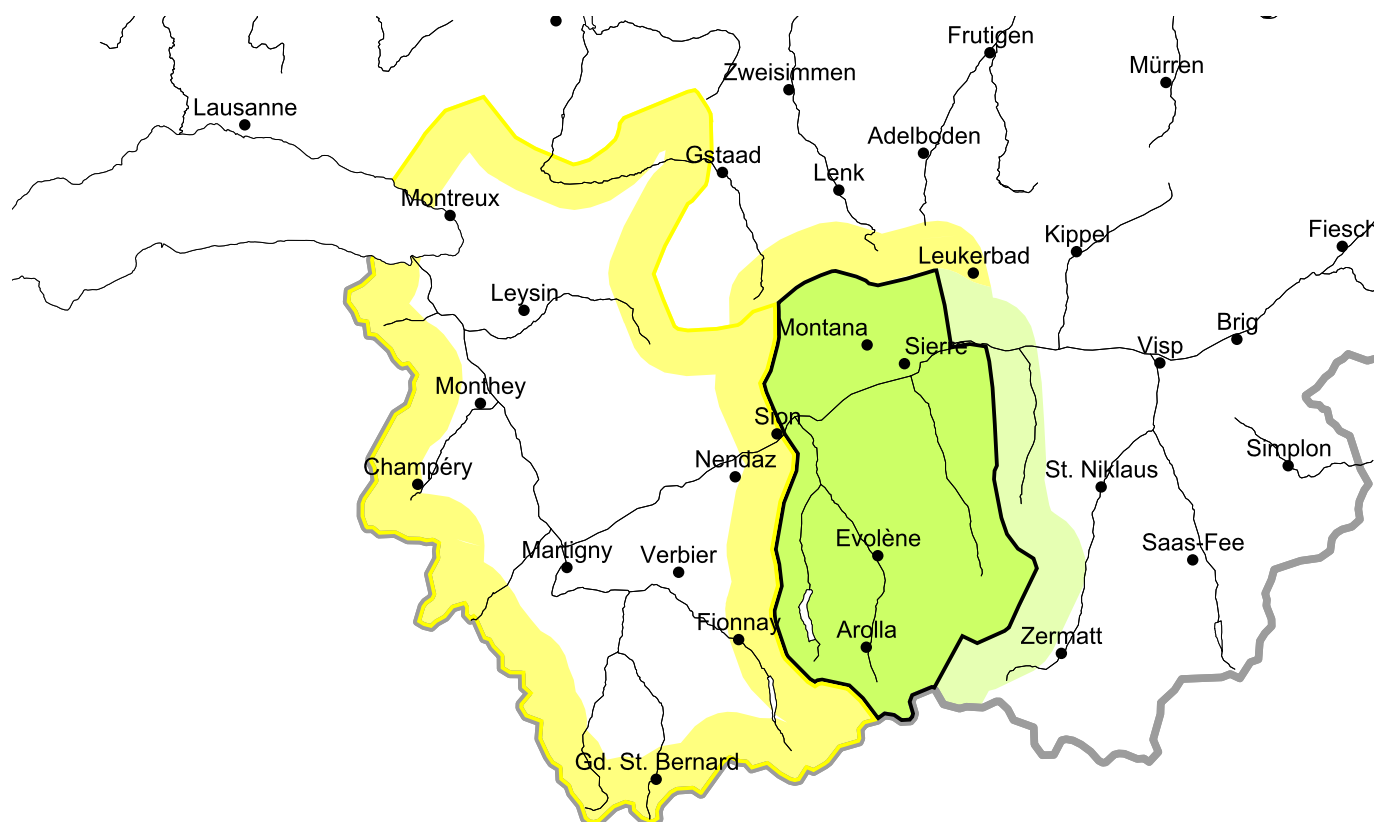 Frutigen
Zweisimmen
Mürren
Lausanne
Adelboden
Gstaad
Lenk
Montreux
Kippel
Fiesch
Leukerbad
Leysin
Montana
Sierre
Brig
Visp
Monthey
Sion
Champéry
Nendaz
St. Niklaus
Simplon
Martigny
Verbier
Evolène
Saas-Fee
Fionnay
Arolla
Zermatt
Gd. St. Bernard